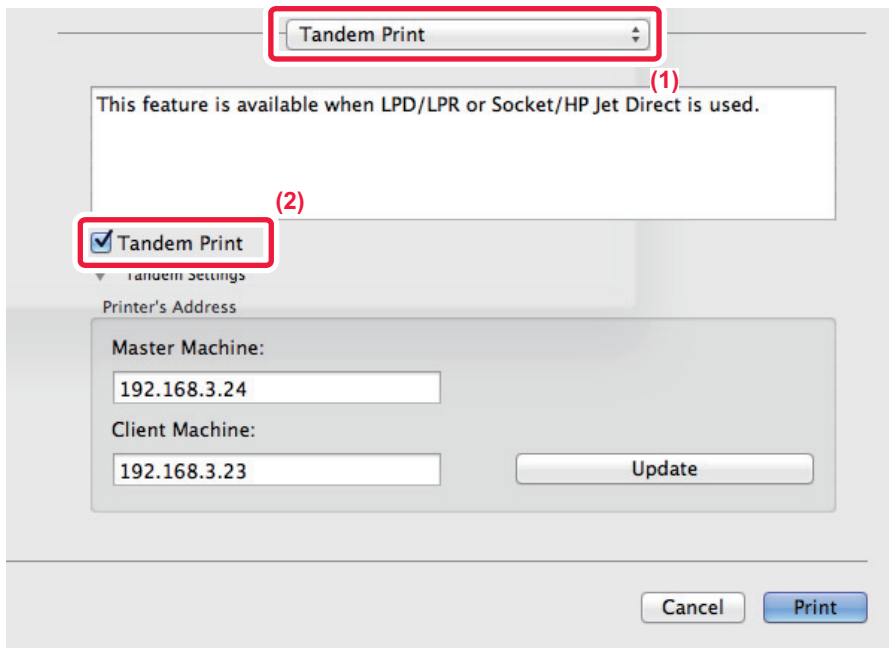 Tandem Print
(1)
This feature is available when LPD/LPR or Socket/HP Jet Direct is used.
(2)
Tandem Print
Tandem Settings
Printer's Address
Master Machine:
192.168.3.24
Client Machine:
192.168.3.23
Update
Cancel
Print